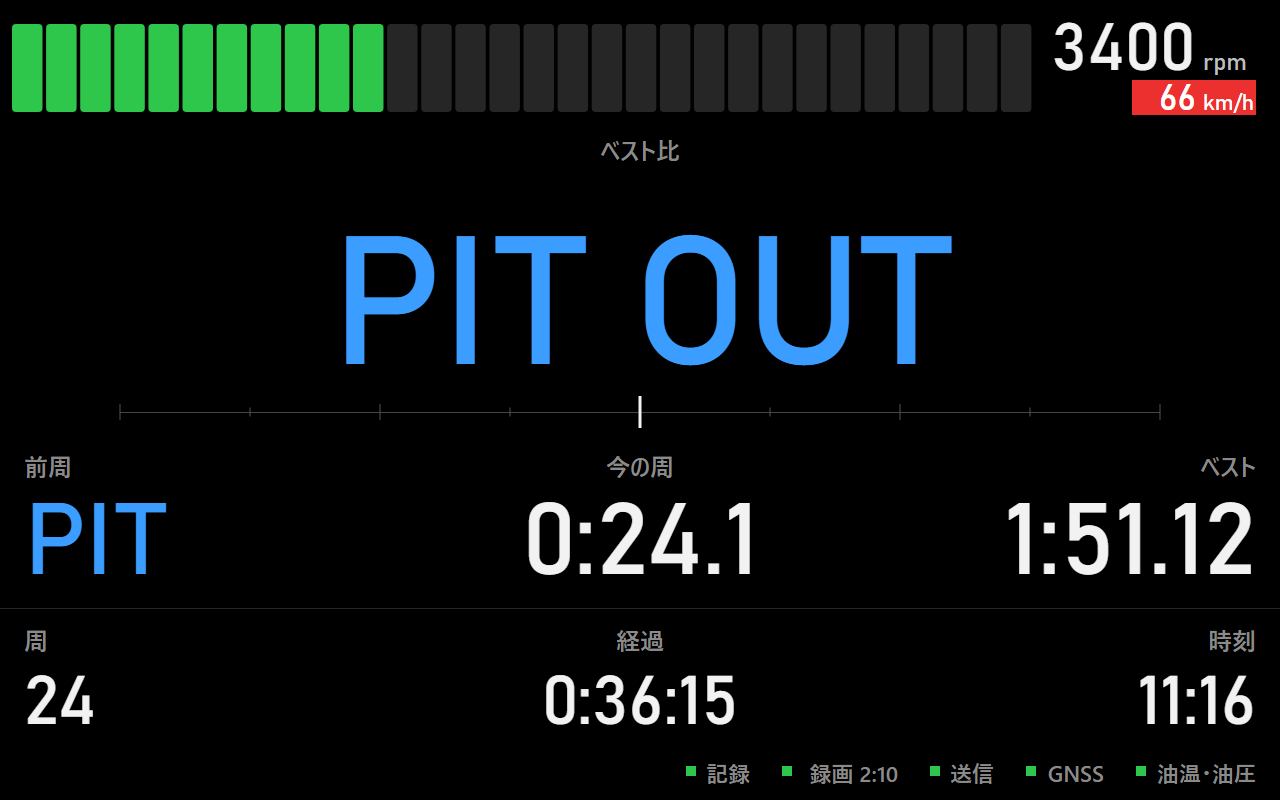 3400 rpm
66 km/h
ベスト比
PIT OUT
前周 今の周 ベスト
PIT 0:24.1 1:51.12
周 経過 時刻
24 0:36:15 11:16
記録 録画 2:10 送信 GNSS 油温・油圧